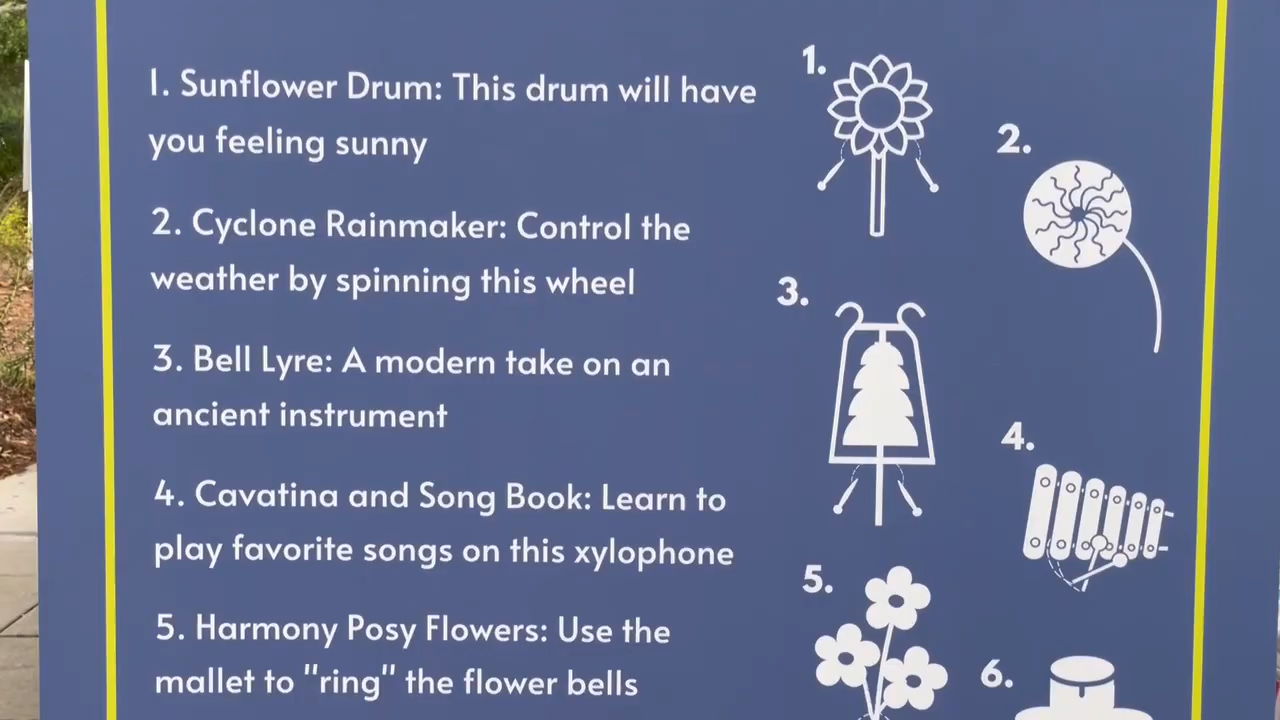 1. Sunflower Drum: This drum will have
you feeling sunny
2. Cyclone Rainmaker: Control the
weather by spinning this wheel
3. Bell Lyre: A modern take on an
ancient instrument
4. Cavatina and Song Book: Learn to
play favorite songs on this xylophone
5. Harmony Posy Flowers: Use the
mallet to "ring" the flower bells
1.
2.
3.
4.
5.
6.